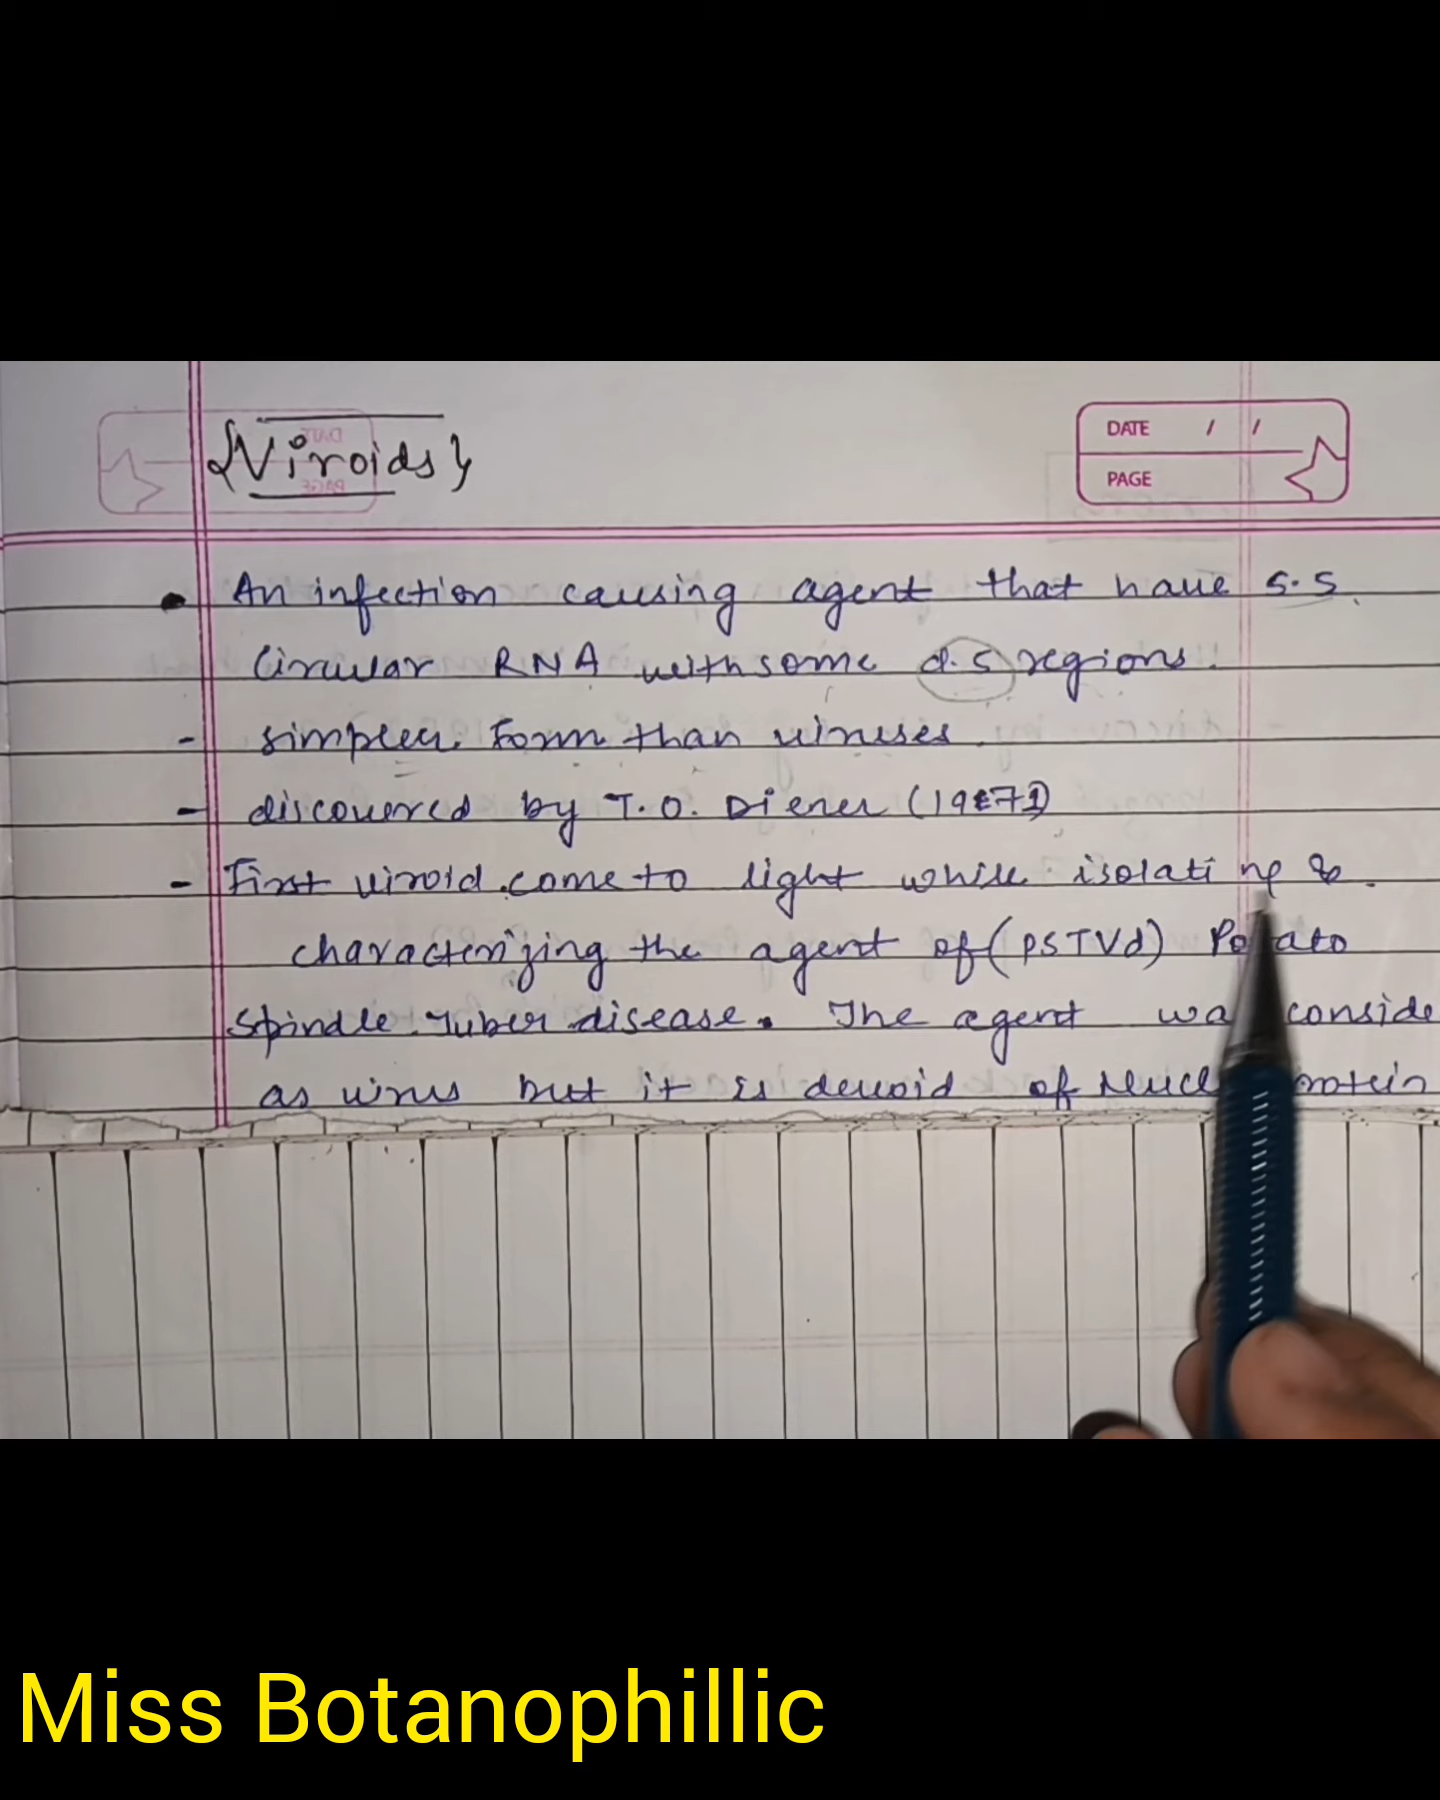 {Viroids}
DATE / /
PAGE
• An infection causing agent that have s.s.
Circular RNA with some d.s regions.
- simpler form than viruses.
- discovered by T.O. Diener (1971)
- First viroid come to light while isolating &
characterizing the agent of (PSTVd) Potato
Spindle Tuber disease. The agent was conside
as virus but it is devoid of protein
Miss Botanophillic